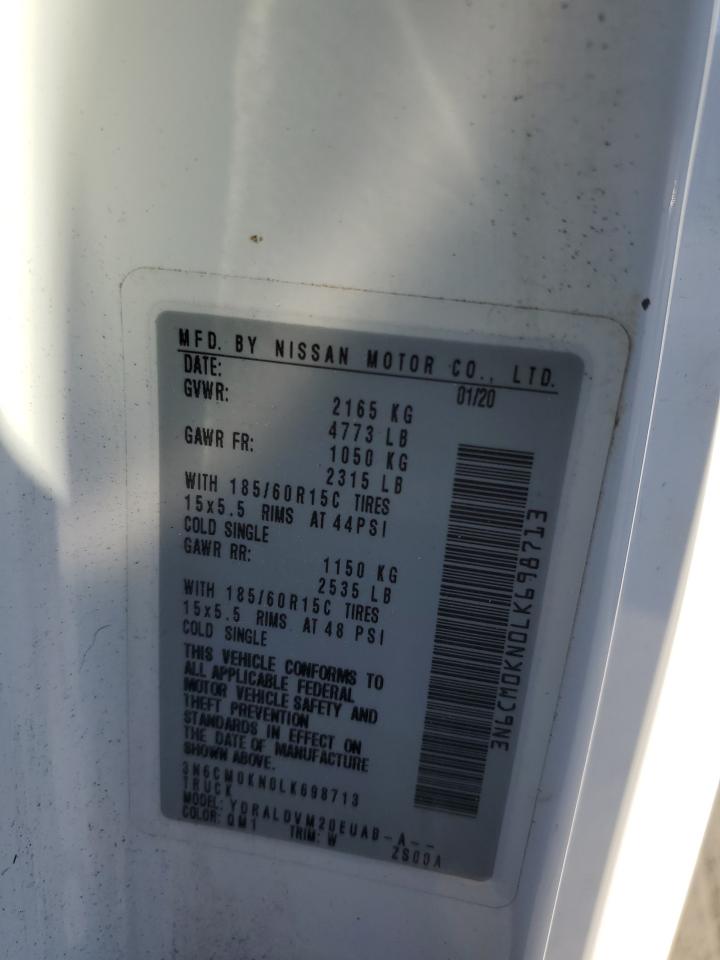 MFD. BY NISSAN MOTOR CO., LTD.
DATE: 01/20
GVWR: 2165 KG
4773 LB
GAWR FR: 1050 KG
2315 LB
WITH 185/60R15C TIRES
15x5.5 RIMS AT 44PSI
COLD SINGLE
GAWR RR: 1150 KG
2535 LB
WITH 185/60R15C TIRES
15x5.5 RIMS AT 48 PSI
COLD SINGLE
THIS VEHICLE CONFORMS TO
ALL APPLICABLE FEDERAL
MOTOR VEHICLE SAFETY AND
THEFT PREVENTION
STANDARDS IN EFFECT ON
THE DATE OF MANUFACTURE
SHOWN ABOVE.
3N6CM0KN0LK698713
TRUCK
MODEL: YDRALDVM20EUAB-A--
COLOR: QM1 TRIM: W ZS00A
3N6CM0KN0LK698713